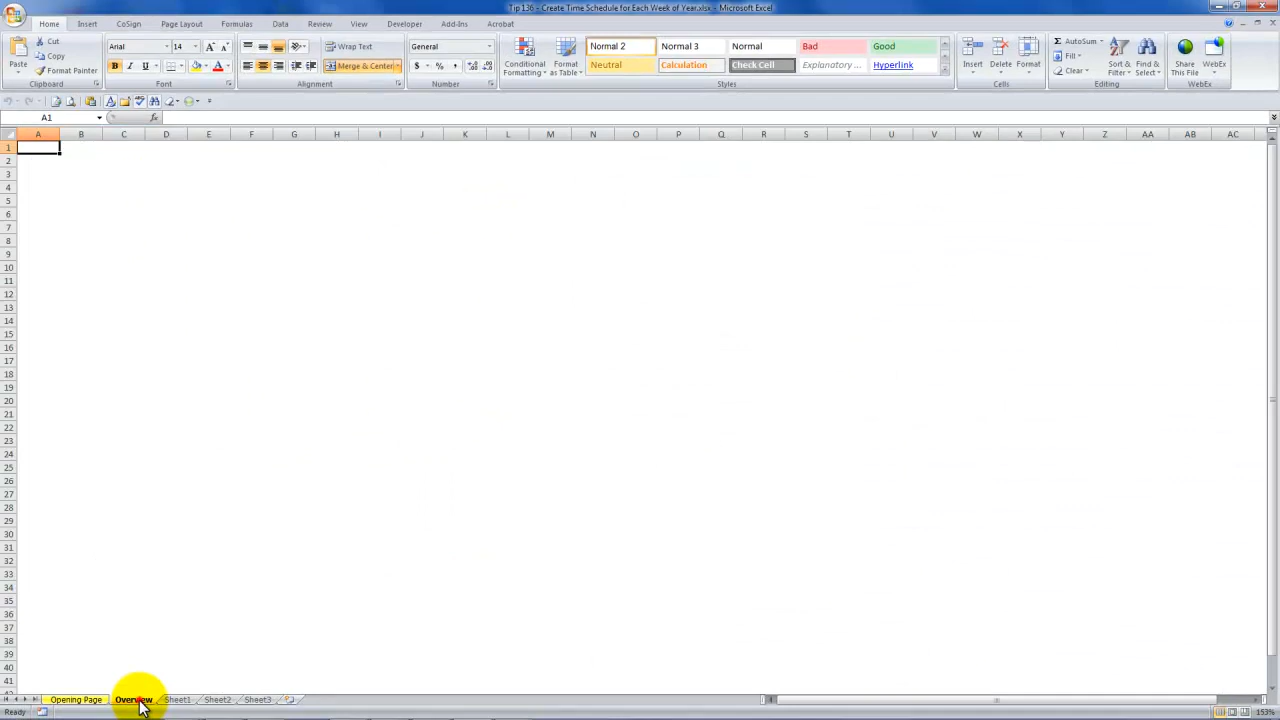 Tip 136 - Create Time Schedule for Each Week of Year.xlsx - Microsoft Excel
Home Insert CoSign Page Layout Formulas Data Review View Developer Add-Ins Acrobat
Paste
Cut
Copy
Format Painter
Clipboard
Arial 14
B I U
Font
Wrap Text
Merge & Center
Alignment
General
$ % ,
Number
Conditional Formatting
Format as Table
Normal 2 Normal 3 Normal Bad Good
Neutral Calculation Check Cell Explanatory ... Hyperlink
Styles
Insert Delete Format
Cells
AutoSum
Fill
Clear
Sort & Filter
Find & Select
Editing
Share This File
WebEx
WebEx
A1 fx
A B C D E F G H I J K L M N O P Q R S T U V W X Y Z AA AB AC
1
2
3
4
5
6
7
8
9
10
11
12
13
14
15
16
17
18
19
20
21
22
23
24
25
26
27
28
29
30
31
32
33
34
35
36
37
38
39
40
41
Opening Page Overview Sheet1 Sheet2 Sheet3
Ready 153%